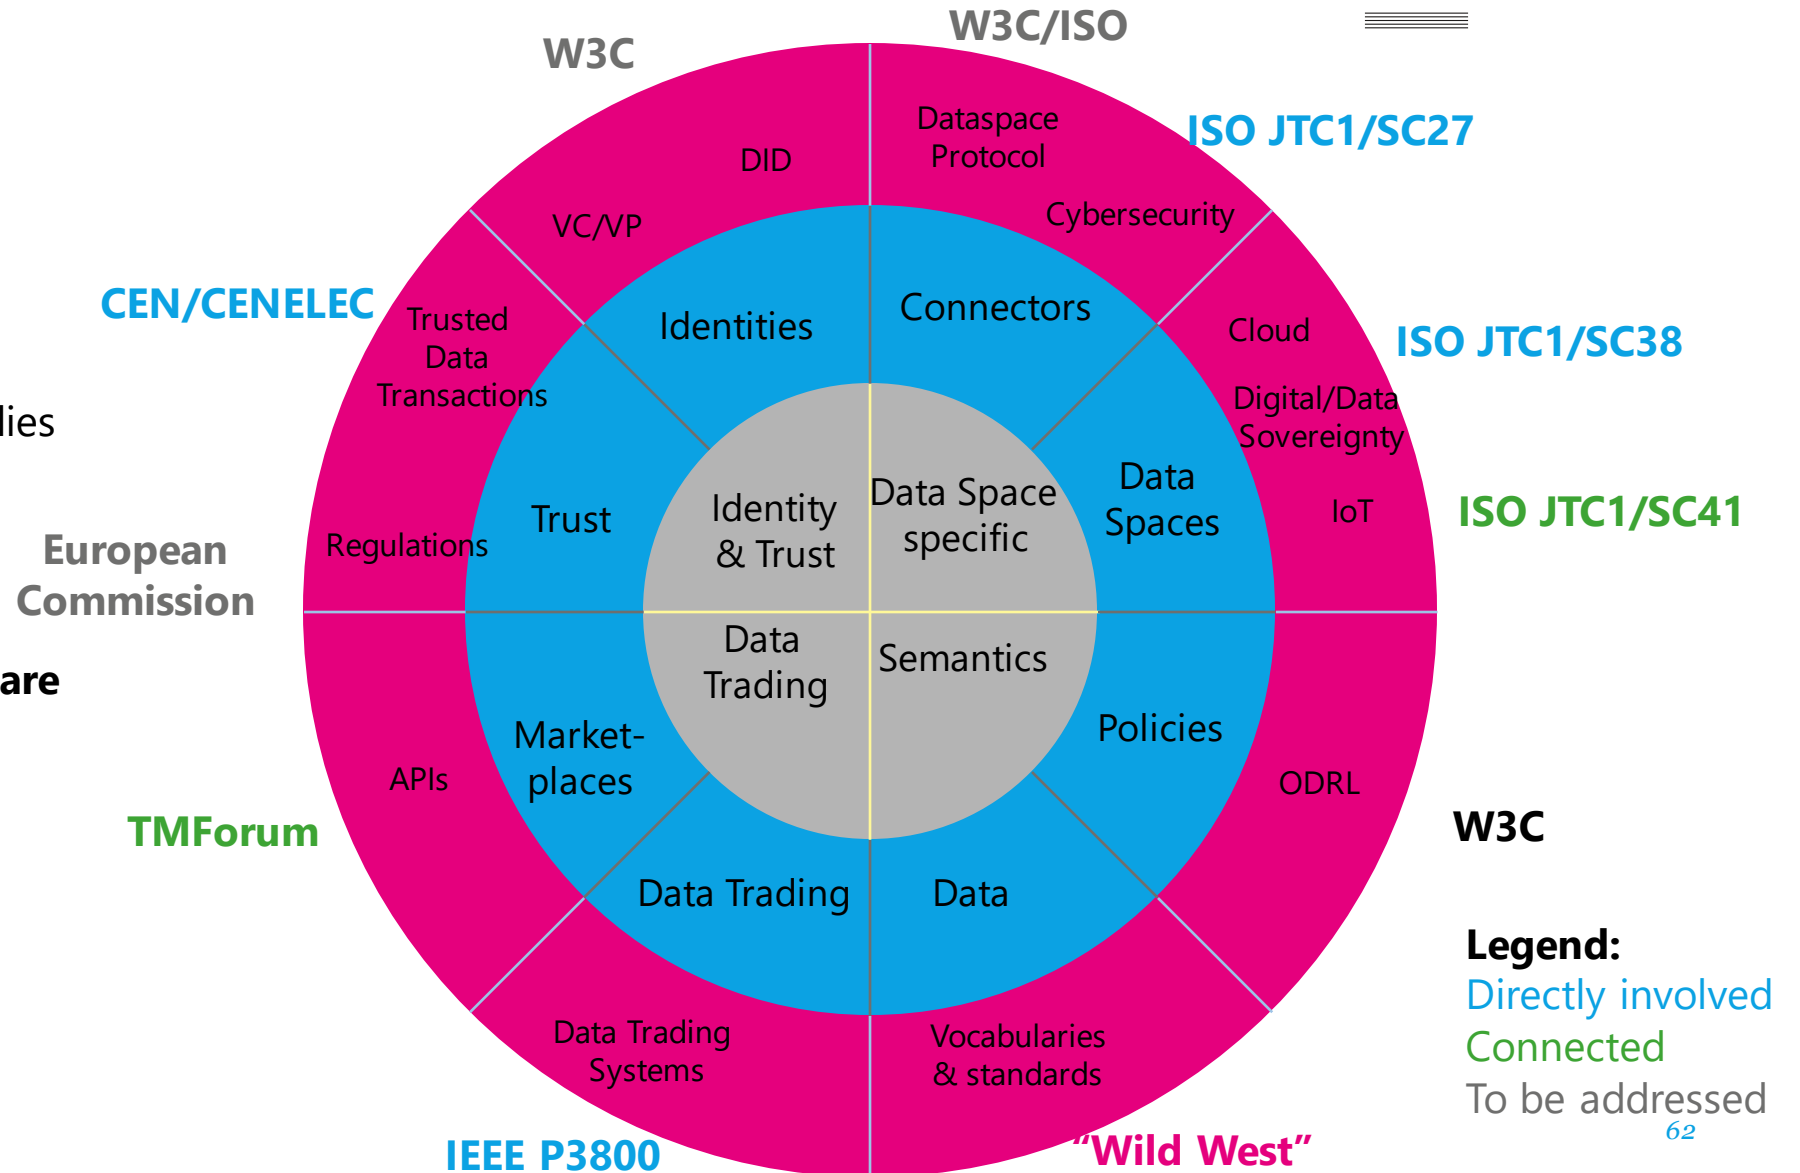 W3C/ISO
W3C
Dataspace
Protocol
ISO JTC1/SC27
DID
Cybersecurity
VC/VP
CEN/CENELEC
Trusted
Data
Transactions
Identities
Connectors
Cloud
ISO JTC1/SC38
Digital/Data
Sovereignty
lies
Identity
& Trust
Data Space
specific
Data
Spaces
Trust
IoT
ISO JTC1/SC41
Regulations
European
Commission
Data
Trading
Semantics
are
Market-
places
Policies
APIs
ODRL
TMForum
W3C
Data Trading
Data
Legend:
Directly involved
Connected
To be addressed
62
Data Trading
Systems
Vocabularies
& standards
IEEE P3800
“Wild West”